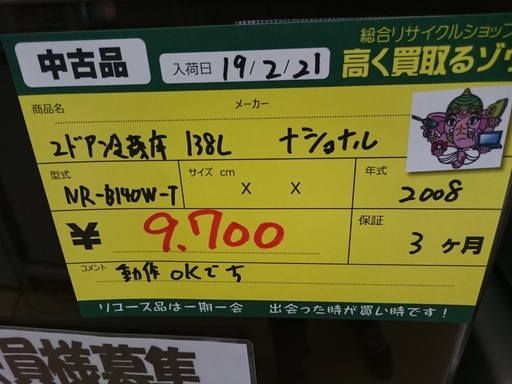 総合リサイクルショップ
中古品 入荷日 19/2/21 高く買取るゾウ
商品名 メーカー
2ドア冷蔵庫 138L ナショナル
型式 サイズ cm 年式
NR-B140W-T X X 2008
9.700 保証
3ヶ月
コメント 動作OKです
リユース品は一期一会 出会った時が買い時です!
員様募集